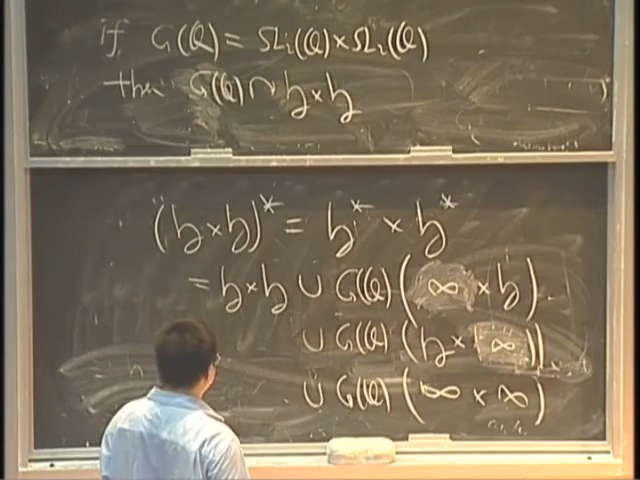 if G(Q) = SL₂(Q) × SL₂(Q)
then G(Q) ↷ 𝔥 × 𝔥
(𝔥 × 𝔥)* = 𝔥* × 𝔥*
= 𝔥 × 𝔥 ∪ G(Q) (∞ × 𝔥)
∪ G(Q) (𝔥 × ∞)
∪ G(Q) (∞ × ∞)